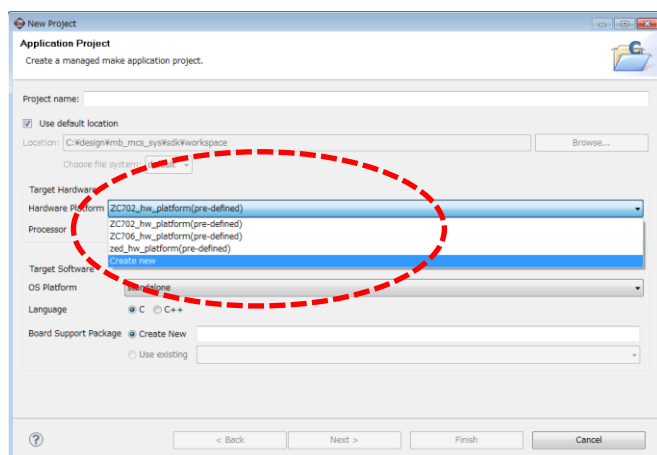 New Project
Application Project
Create a managed make application project.
Project name:
Use default location
Location: C:¥design¥mb_mcs_sys¥sdk¥workspace Browse...
Choose file system: default
Target Hardware
Hardware Platform ZC702_hw_platform(pre-defined)
ZC702_hw_platform(pre-defined)
Processor ZC706_hw_platform(pre-defined)
zed_hw_platform(pre-defined)
Create new
Target Software
OS Platform standalone
Language C C++
Board Support Package Create New
Use existing
? < Back Next > Finish Cancel